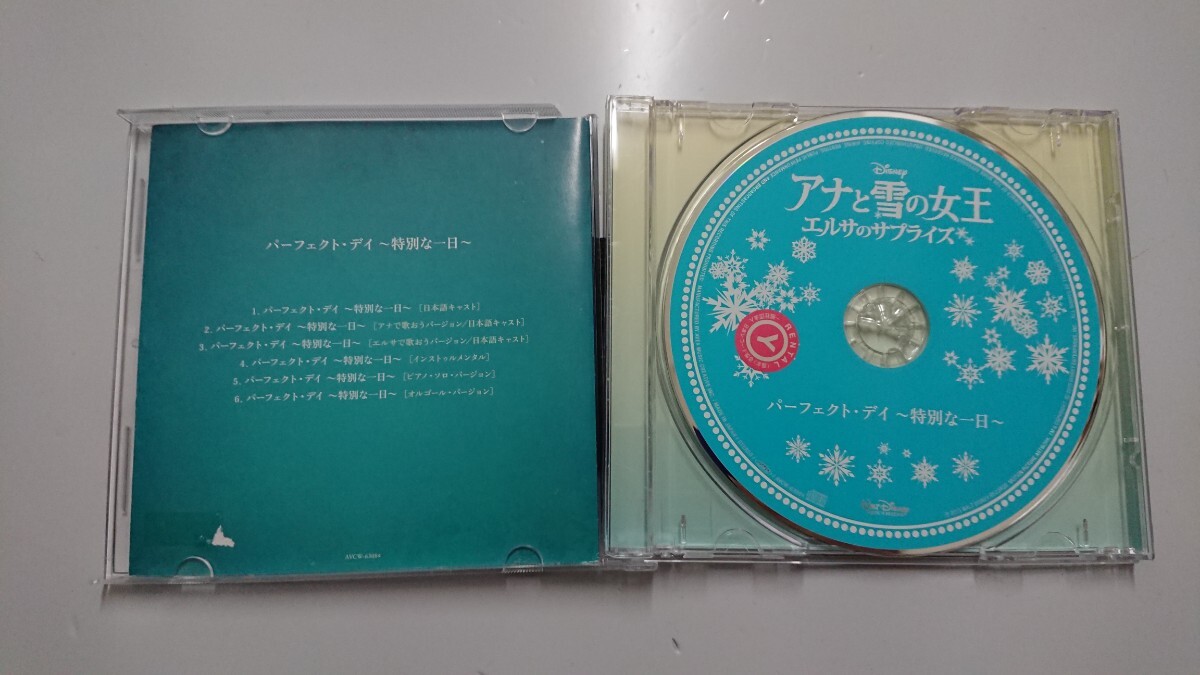 パーフェクト・デイ 〜特別な一日〜
1. パーフェクト・デイ 〜特別な一日〜 [日本語キャスト]
2. パーフェクト・デイ 〜特別な一日〜 [アナで歌おうバージョン/日本語キャスト]
3. パーフェクト・デイ 〜特別な一日〜 [エルサで歌おうバージョン/日本語キャスト]
4. パーフェクト・デイ 〜特別な一日〜 [インストゥルメンタル]
5. パーフェクト・デイ 〜特別な一日〜 [ピアノ・ソロ・バージョン]
6. パーフェクト・デイ 〜特別な一日〜 [オルゴール・バージョン]
Disney
アナと雪の女王
エルサのサプライズ
RENTAL
Y
パーフェクト・デイ 〜特別な一日〜
WALT DISNEY